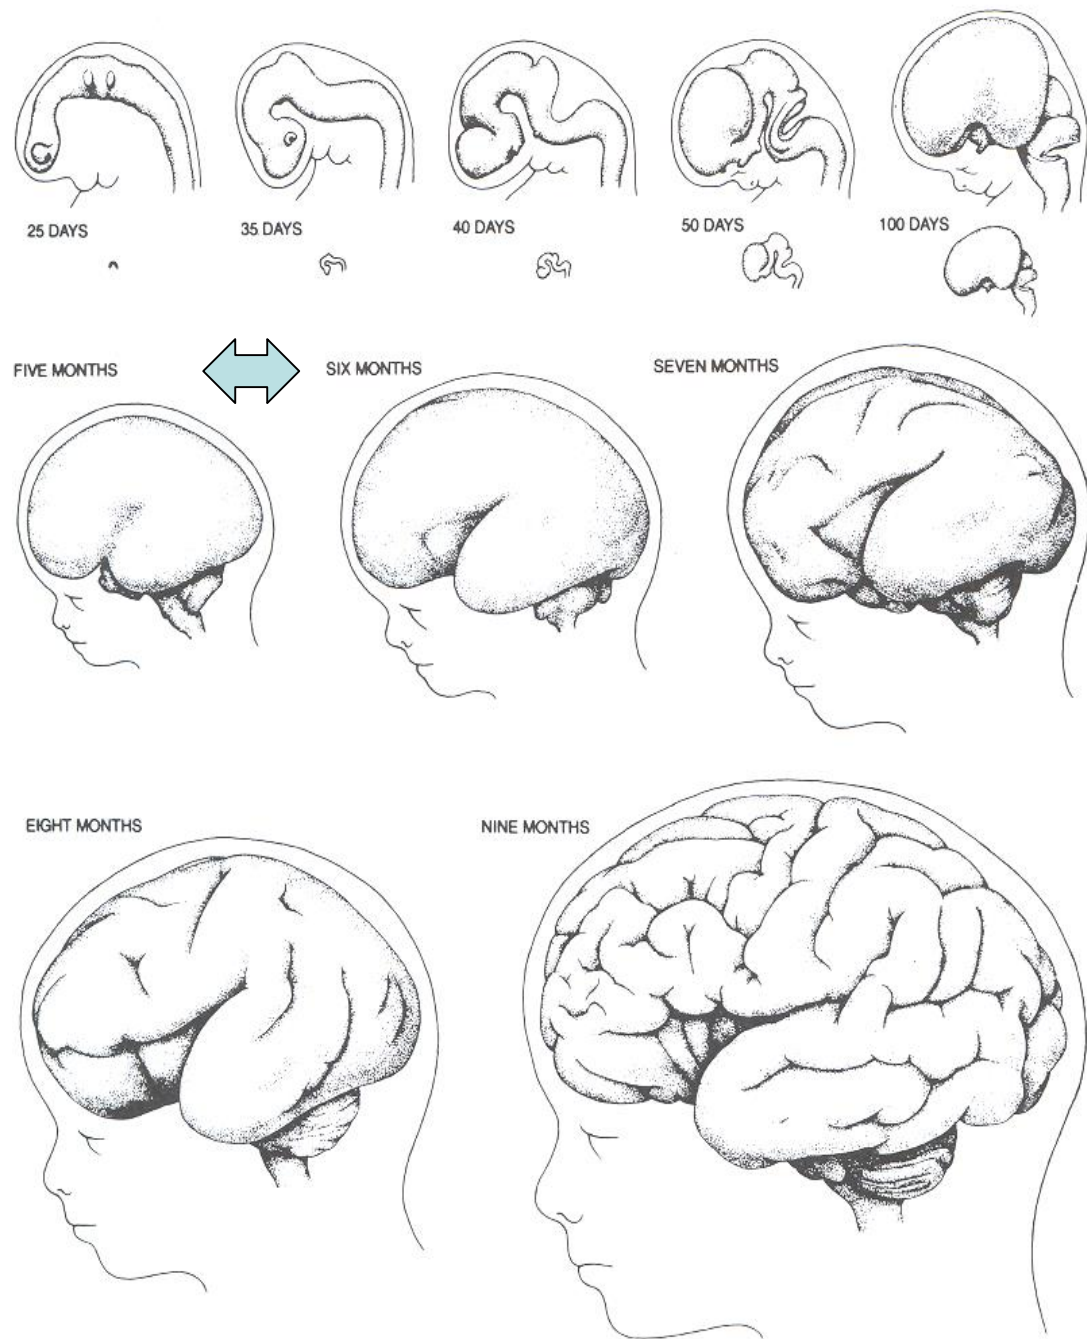 25 DAYS
35 DAYS
40 DAYS
50 DAYS
100 DAYS
FIVE MONTHS
SIX MONTHS
SEVEN MONTHS
EIGHT MONTHS
NINE MONTHS